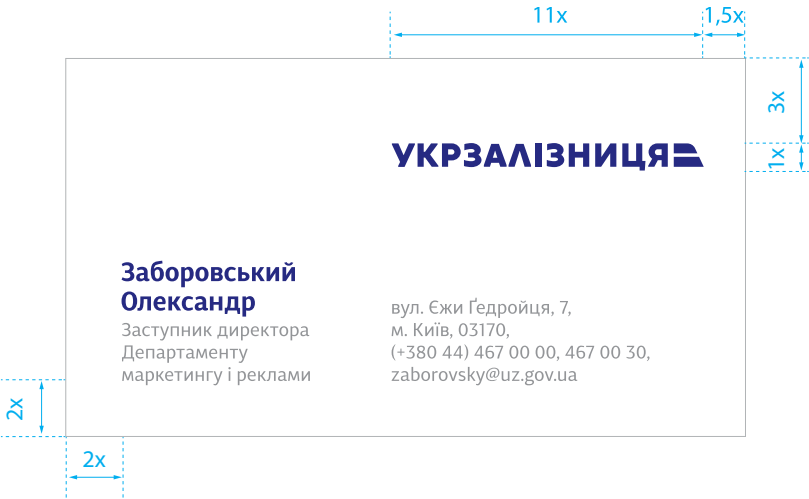 11x
1,5x
3x
1x
УКРЗАЛІЗНИЦЯ
Заборовський
Олександр
Заступник директора
Департаменту
маркетингу і реклами
вул. Єжи Ґедройця, 7,
м. Київ, 03170,
(+380 44) 467 00 00, 467 00 30,
zaborovsky@uz.gov.ua
2x
2x